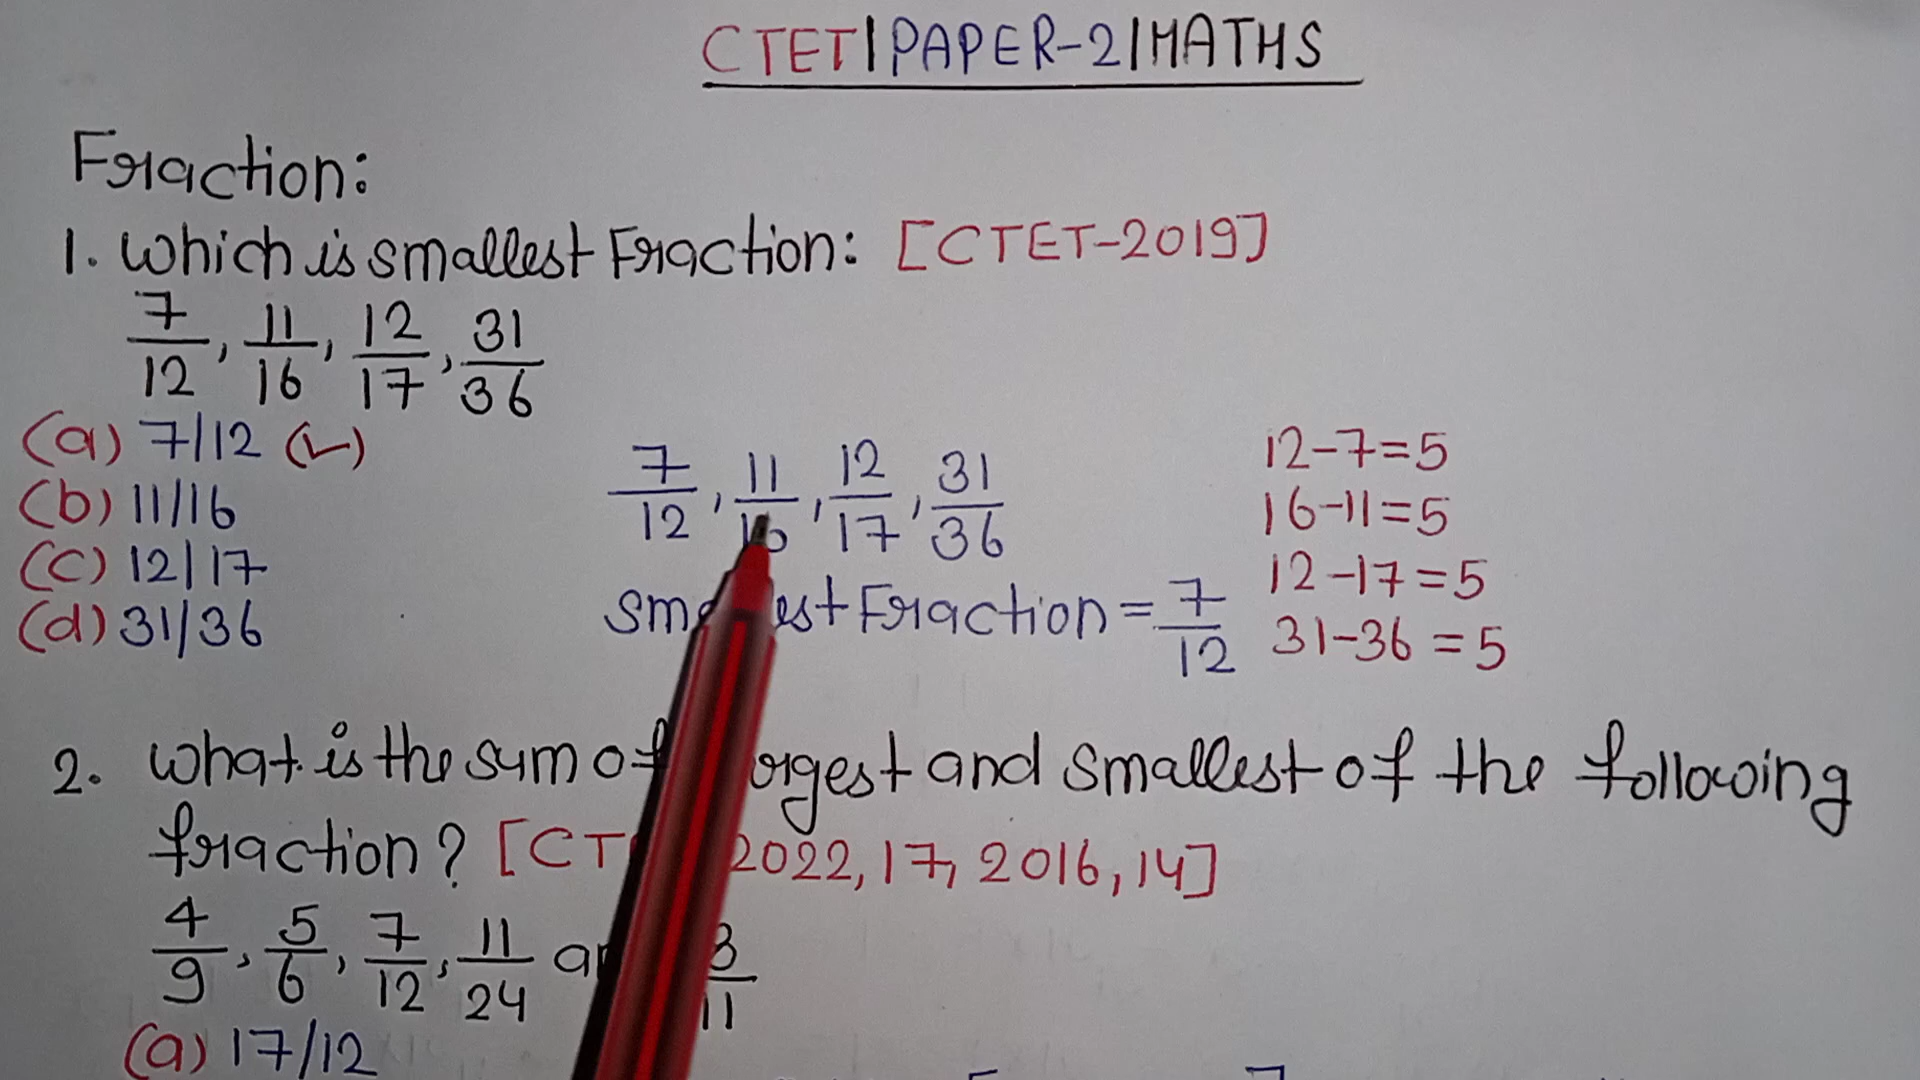 CTET|PAPER-2|MATHS
Fraction:
1. Which is smallest Fraction: [CTET-2019]
7/12, 11/16, 12/17, 31/36
(a) 7/12 (✓)
(b) 11/16
(c) 12/17
(d) 31/36
7/12, 11/16, 12/17, 31/36
Fraction = 7/12
12-7=5
16-11=5
12-17=5
31-36=5
2. What is the sum of and smallest of the following
fraction? 2022, 17, 2016, 14]
4/9, 5/6, 7/12, 11/24
(a) 17/12